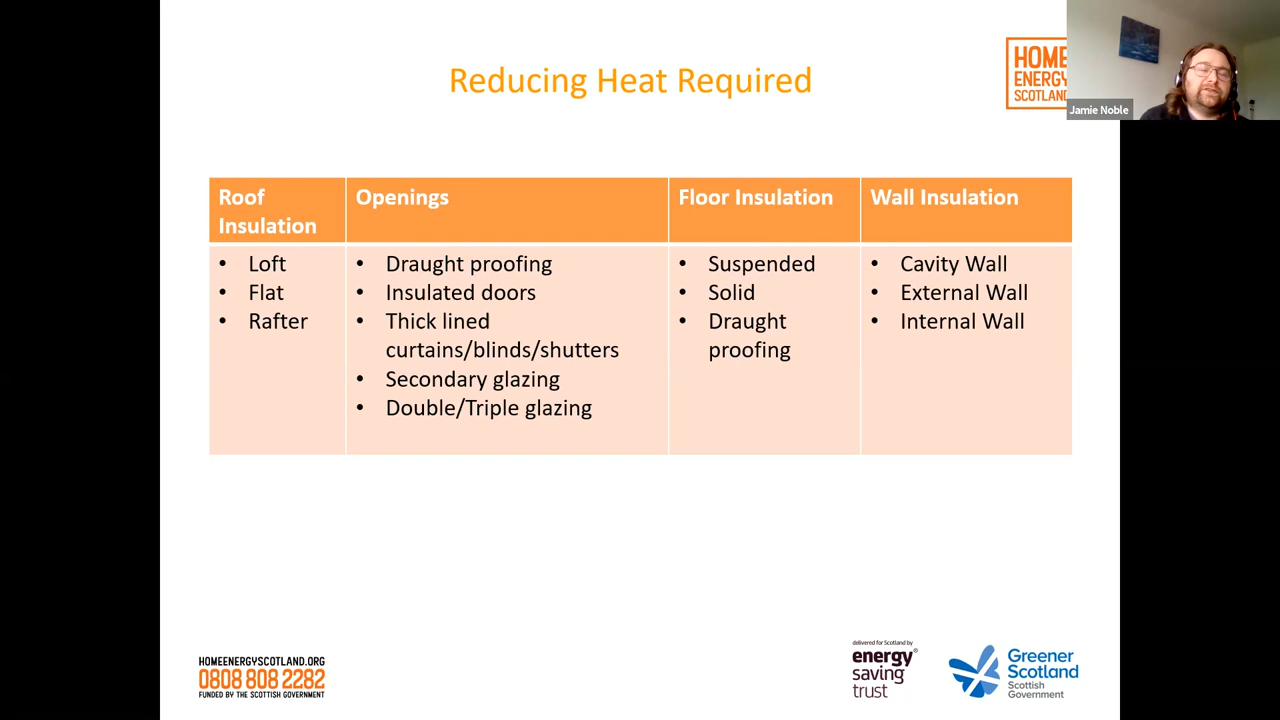 Reducing Heat Required
HOME
ENERGY
SCOTLAND
Jamie Noble
Roof
Insulation
Openings
Floor Insulation
Wall Insulation
• Loft
• Flat
• Rafter
• Draught proofing
• Insulated doors
• Thick lined
curtains/blinds/shutters
• Secondary glazing
• Double/Triple glazing
• Suspended
• Solid
• Draught
proofing
• Cavity Wall
• External Wall
• Internal Wall
HOMEENERGYSCOTLAND.ORG
0808 808 2282
FUNDED BY THE SCOTTISH GOVERNMENT
delivered for Scotland by
energy®
saving
trust
Greener
Scotland
Scottish
Government